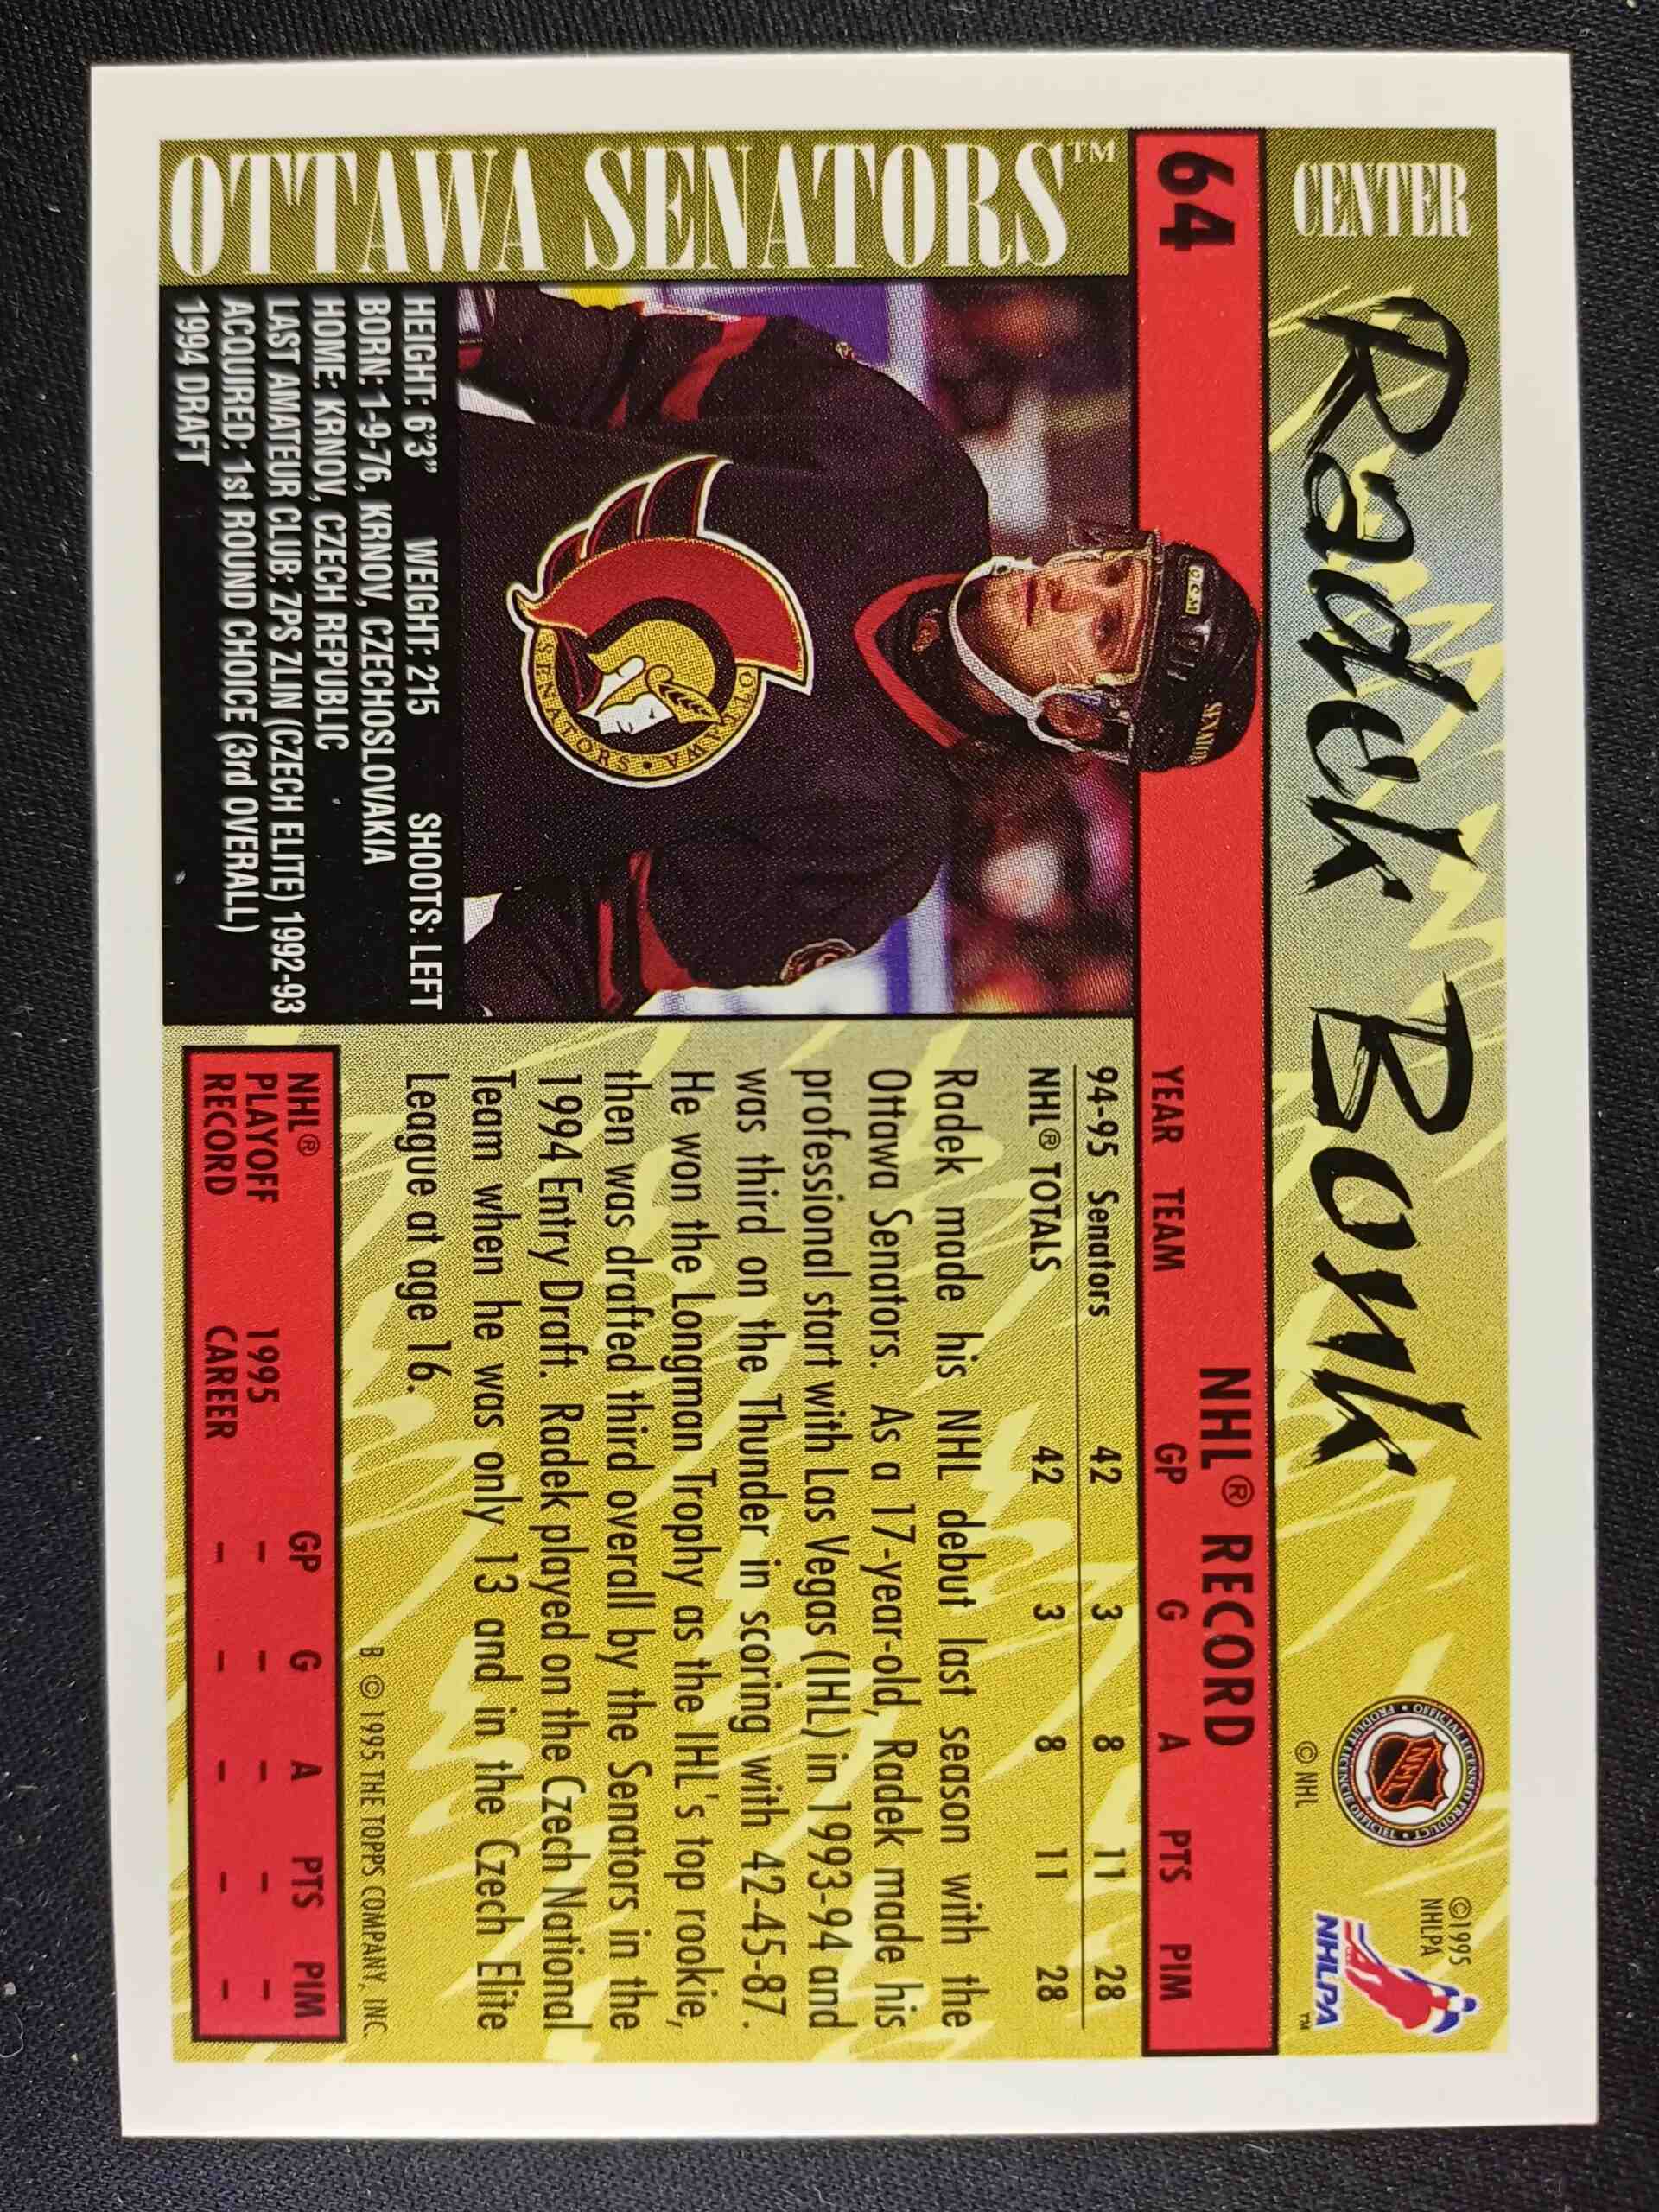 CENTER
Radek Bonk
OFFICIAL LICENSED PRODUCT
NHL
© NHL
©1995
NHLPA
NHLPA™
64
NHL® RECORD
YEAR TEAM GP G A PTS PIM
94-95 Senators 42 3 8 11 28
NHL® TOTALS 42 3 8 11 28
OTTAWA SENATORS™
CCM
OTTAWA SENATORS
HEIGHT: 6'3" WEIGHT: 215 SHOOTS: LEFT
BORN: 1-9-76, KRNOV, CZECHOSLOVAKIA
HOME: KRNOV, CZECH REPUBLIC
LAST AMATEUR CLUB: ZPS ZLIN (CZECH ELITE) 1992-93
ACQUIRED: 1st ROUND CHOICE (3rd OVERALL)
1994 DRAFT
Radek made his NHL debut last season with the
Ottawa Senators. As a 17-year-old, Radek made his
professional start with Las Vegas (IHL) in 1993-94 and
was third on the Thunder in scoring with 42-45-87.
He won the Longman Trophy as the IHL's top rookie,
then was drafted third overall by the Senators in the
1994 Entry Draft. Radek played on the Czech National
Team when he was only 13 and in the Czech Elite
League at age 16.
B © 1995 THE TOPPS COMPANY, INC.
NHL® GP G A PTS PIM
PLAYOFF 1995 – – – – –
RECORD CAREER – – – – –